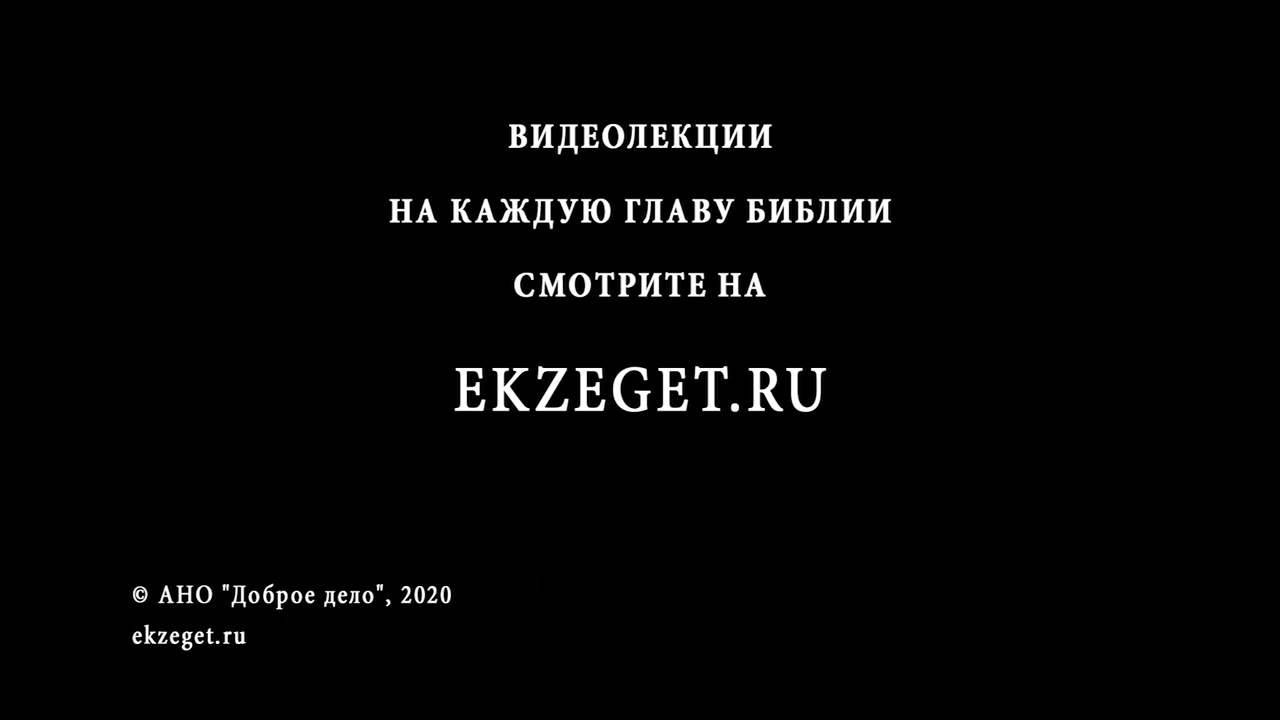 ВИДЕОЛЕКЦИИ
НА КАЖДУЮ ГЛАВУ БИБЛИИ
СМОТРИТЕ НА
EKZEGET.RU
© АНО "Доброе дело", 2020
ekzeget.ru